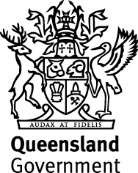 AUDAX AT FIDELIS
Queensland
Government